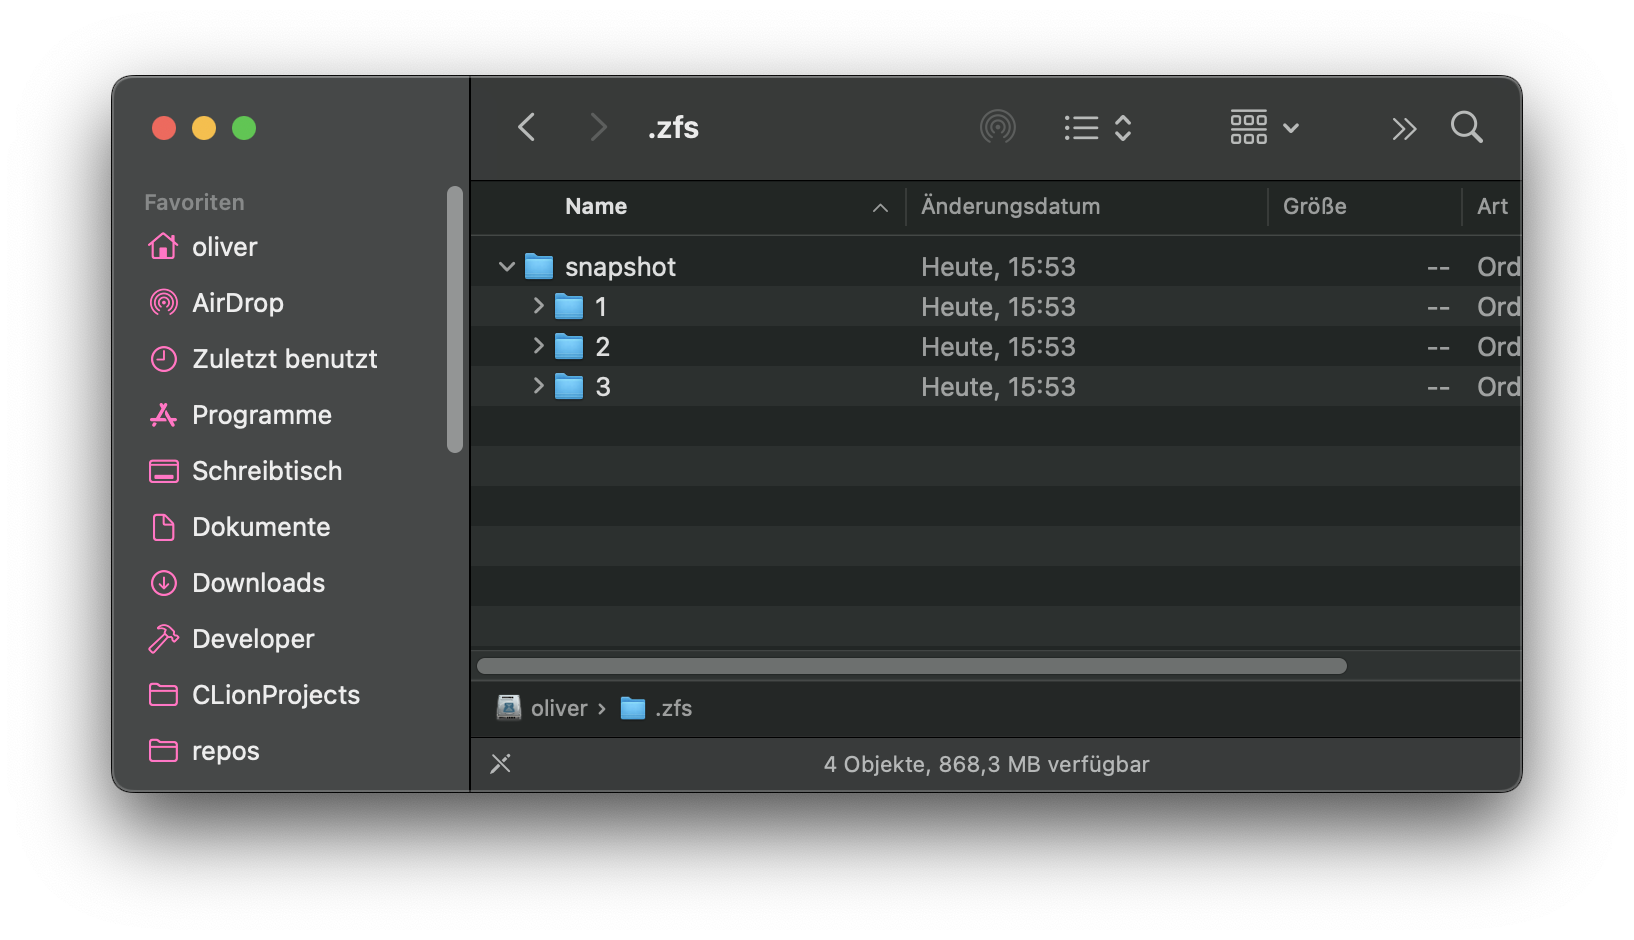 .zfs
Favoriten
oliver
AirDrop
Zuletzt benutzt
Programme
Schreibtisch
Dokumente
Downloads
Developer
CLionProjects
repos
Name Änderungsdatum Größe Art
snapshot Heute, 15:53 -- Ord
1 Heute, 15:53 -- Ord
2 Heute, 15:53 -- Ord
3 Heute, 15:53 -- Ord
oliver › .zfs
4 Objekte, 868,3 MB verfügbar